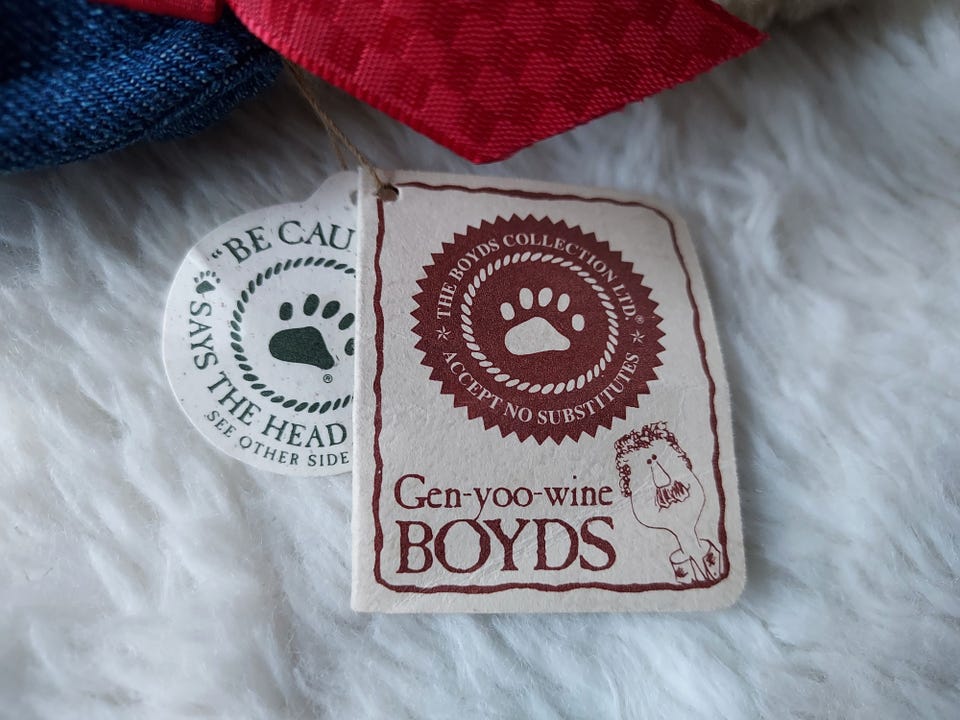 "BE CAU
SAYS THE HEAD
SEE OTHER SIDE
®
THE BOYDS COLLECTION LTD.®
ACCEPT NO SUBSTITUTES
Gen-yoo-wine
BOYDS